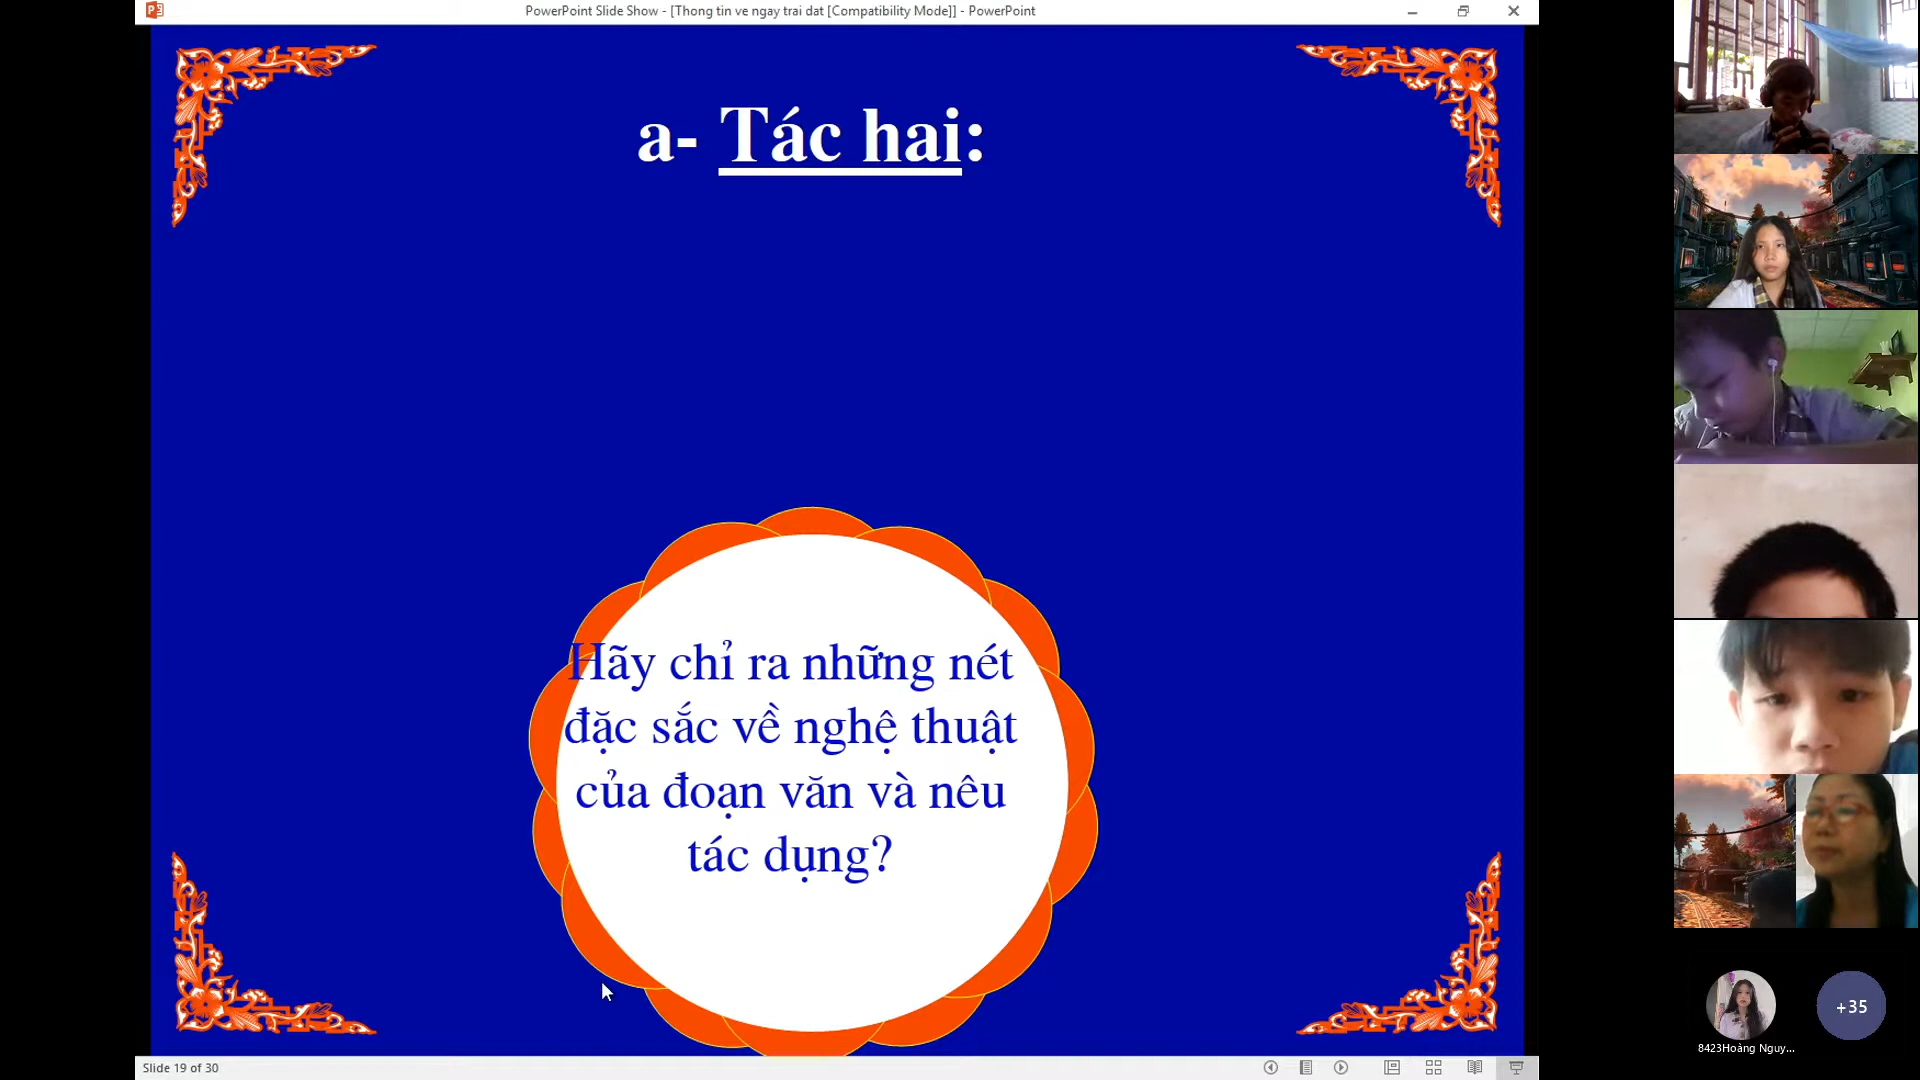 PowerPoint Slide Show - [Thong tin ve ngay trai dat [Compatibility Mode]] - PowerPoint
a- Tác hai:
Hãy chỉ ra những nét
đặc sắc về nghệ thuật
của đoạn văn và nêu
tác dụng?
+35
8423Hoàng Nguy...
Slide 19 of 30